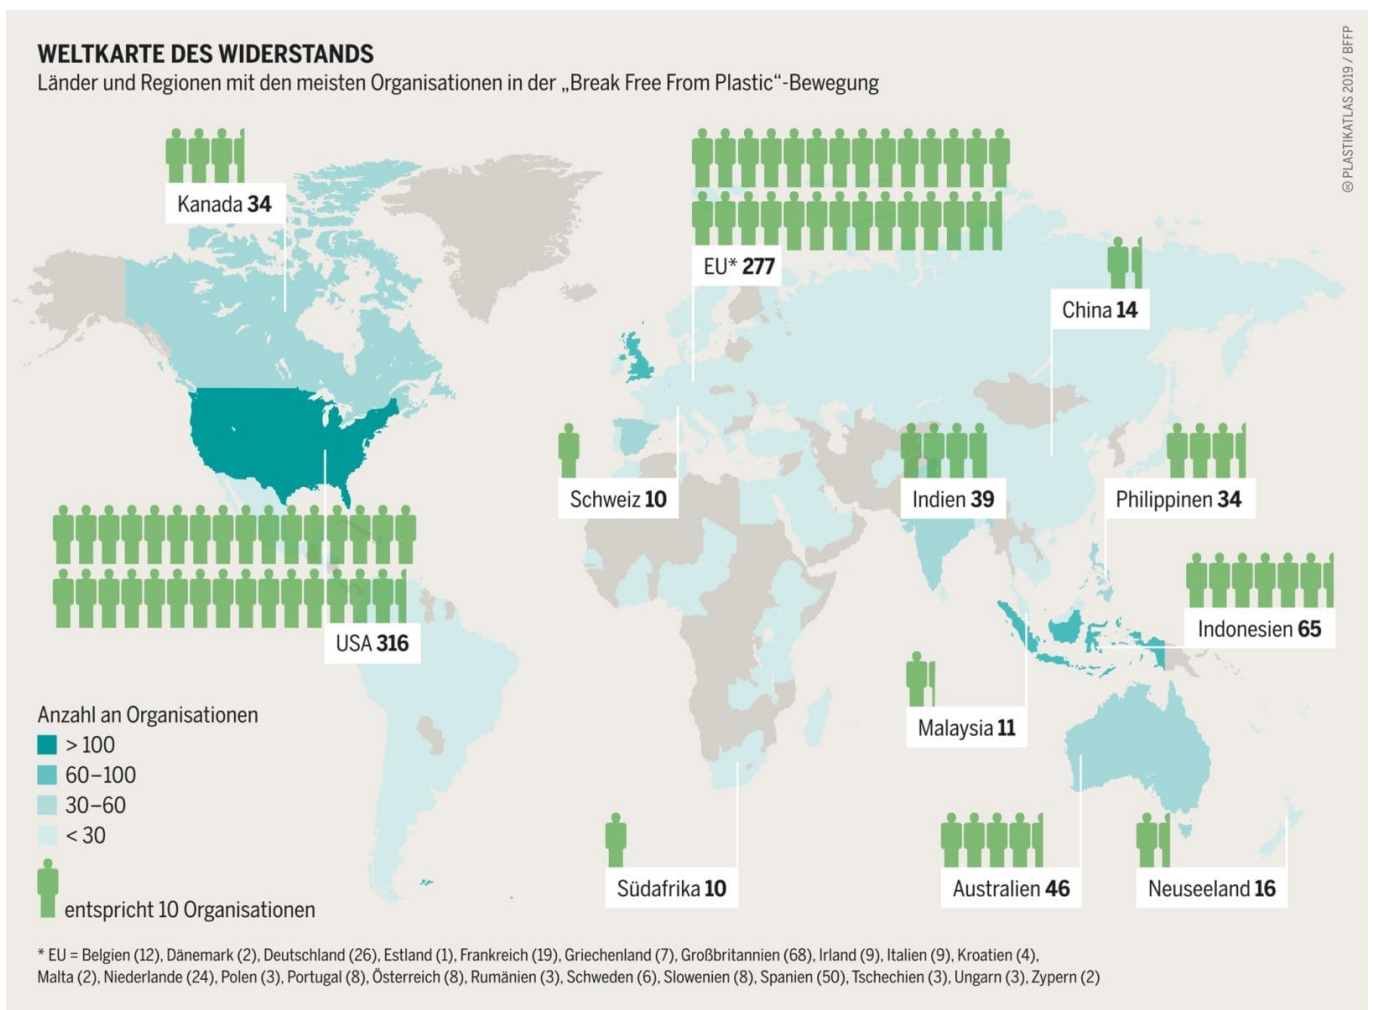 WELTKARTE DES WIDERSTANDS
Länder und Regionen mit den meisten Organisationen in der „Break Free From Plastic“-Bewegung
© PLASTIKATLAS 2019 / BFFP
Kanada 34
EU* 277
China 14
Schweiz 10
Indien 39
Philippinen 34
Indonesien 65
USA 316
Malaysia 11
Südafrika 10
Australien 46
Neuseeland 16
Anzahl an Organisationen
> 100
60–100
30–60
< 30
entspricht 10 Organisationen
* EU = Belgien (12), Dänemark (2), Deutschland (26), Estland (1), Frankreich (19), Griechenland (7), Großbritannien (68), Irland (9), Italien (9), Kroatien (4),
Malta (2), Niederlande (24), Polen (3), Portugal (8), Österreich (8), Rumänien (3), Schweden (6), Slowenien (8), Spanien (50), Tschechien (3), Ungarn (3), Zypern (2)